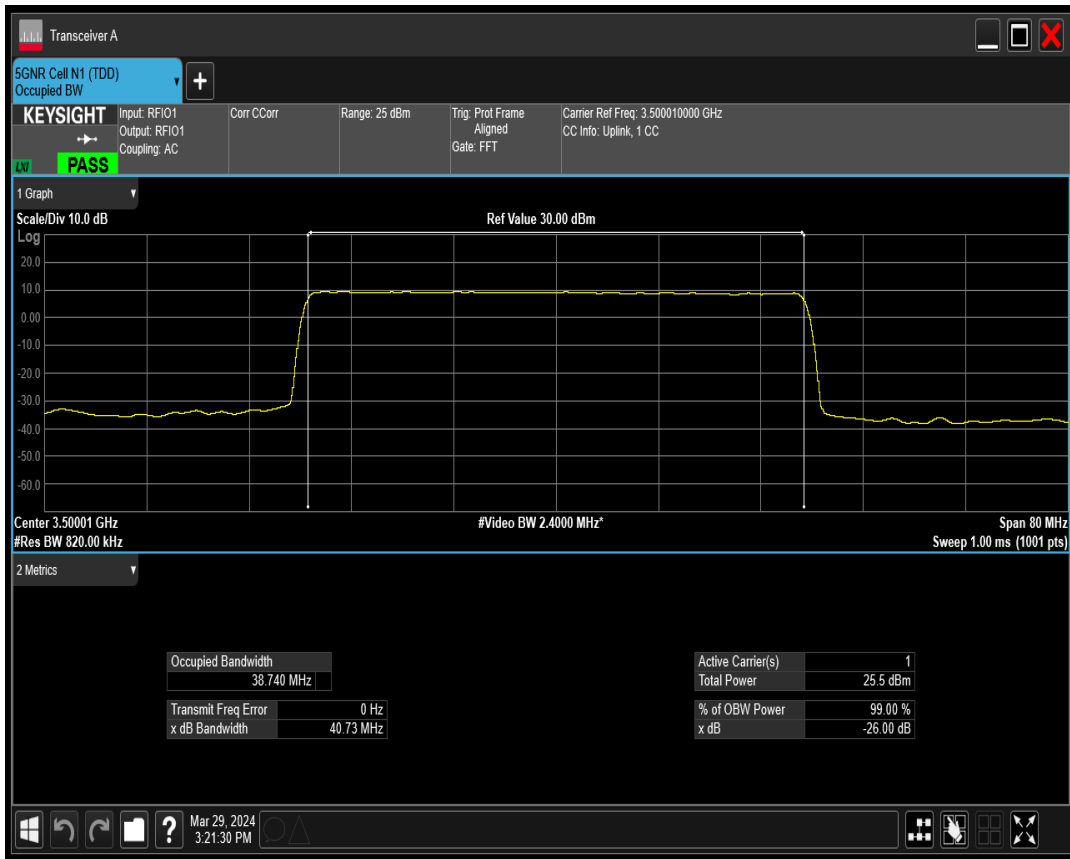 Transceiver A
5GNR Cell N1 (TDD)
Occupied BW
+
KEYSIGHT
LXI
PASS
Input: RFIO1
Output: RFIO1
Coupling: AC
Corr CCorr
Range: 25 dBm
Trig: Prot Frame
Aligned
Gate: FFT
Carrier Ref Freq: 3.500010000 GHz
CC Info: Uplink, 1 CC
1 Graph
Scale/Div 10.0 dB
Ref Value 30.00 dBm
Log
20.0
10.0
0.00
-10.0
-20.0
-30.0
-40.0
-50.0
-60.0
Center 3.50001 GHz
#Video BW 2.4000 MHz*
Span 80 MHz
#Res BW 820.00 kHz
Sweep 1.00 ms (1001 pts)
2 Metrics
Occupied Bandwidth
38.740 MHz
Transmit Freq Error 0 Hz
x dB Bandwidth 40.73 MHz
Active Carrier(s) 1
Total Power 25.5 dBm
% of OBW Power 99.00 %
x dB -26.00 dB
?
Mar 29, 2024
3:21:30 PM